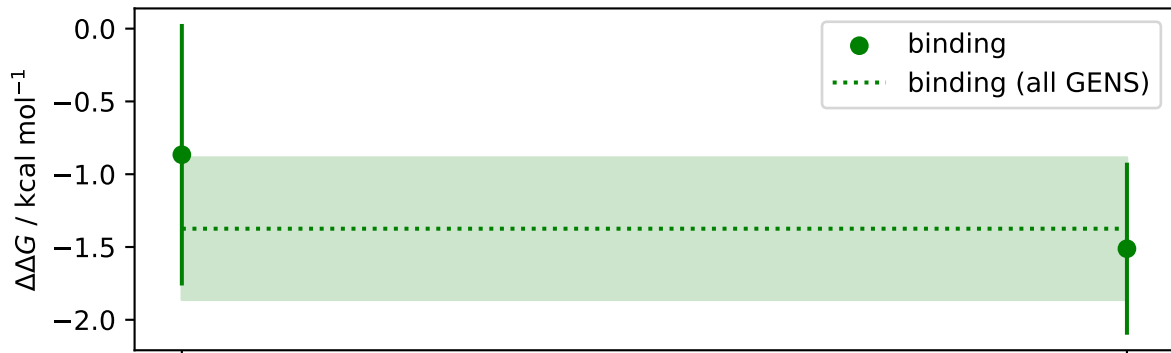 0.0
−0.5
−1.0
−1.5
−2.0
ΔΔG / kcal mol⁻¹
binding
binding (all GENS)